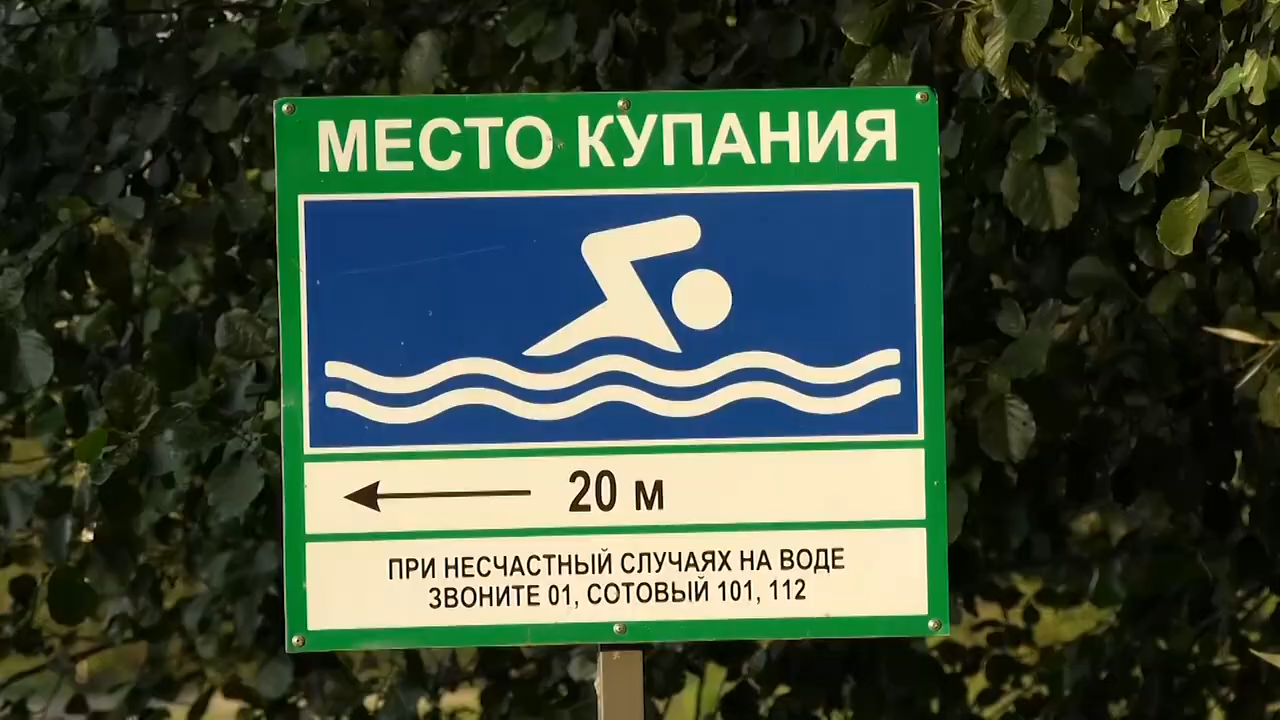 МЕСТО КУПАНИЯ
20 м
ПРИ НЕСЧАСТНЫЙ СЛУЧАЯХ НА ВОДЕ
ЗВОНИТЕ 01, СОТОВЫЙ 101, 112